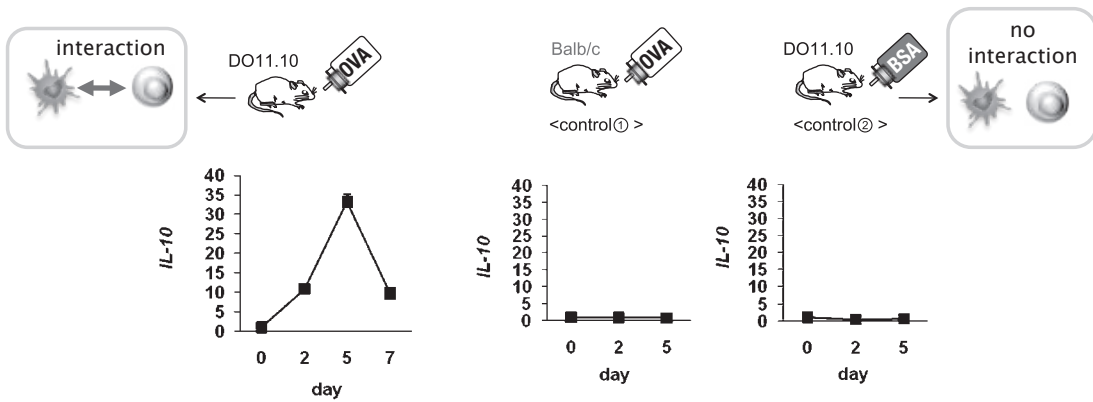 interaction
DO11.10
OVA
Balb/c
OVA
<control① >
DO11.10
BSA
<control② >
no
interaction
IL-10
40
35
30
25
20
15
10
5
0
0 2 5 7
day
IL-10
40
35
30
25
20
15
10
5
0
0 2 5
day
IL-10
40
35
30
25
20
15
10
5
0
0 2 5
day